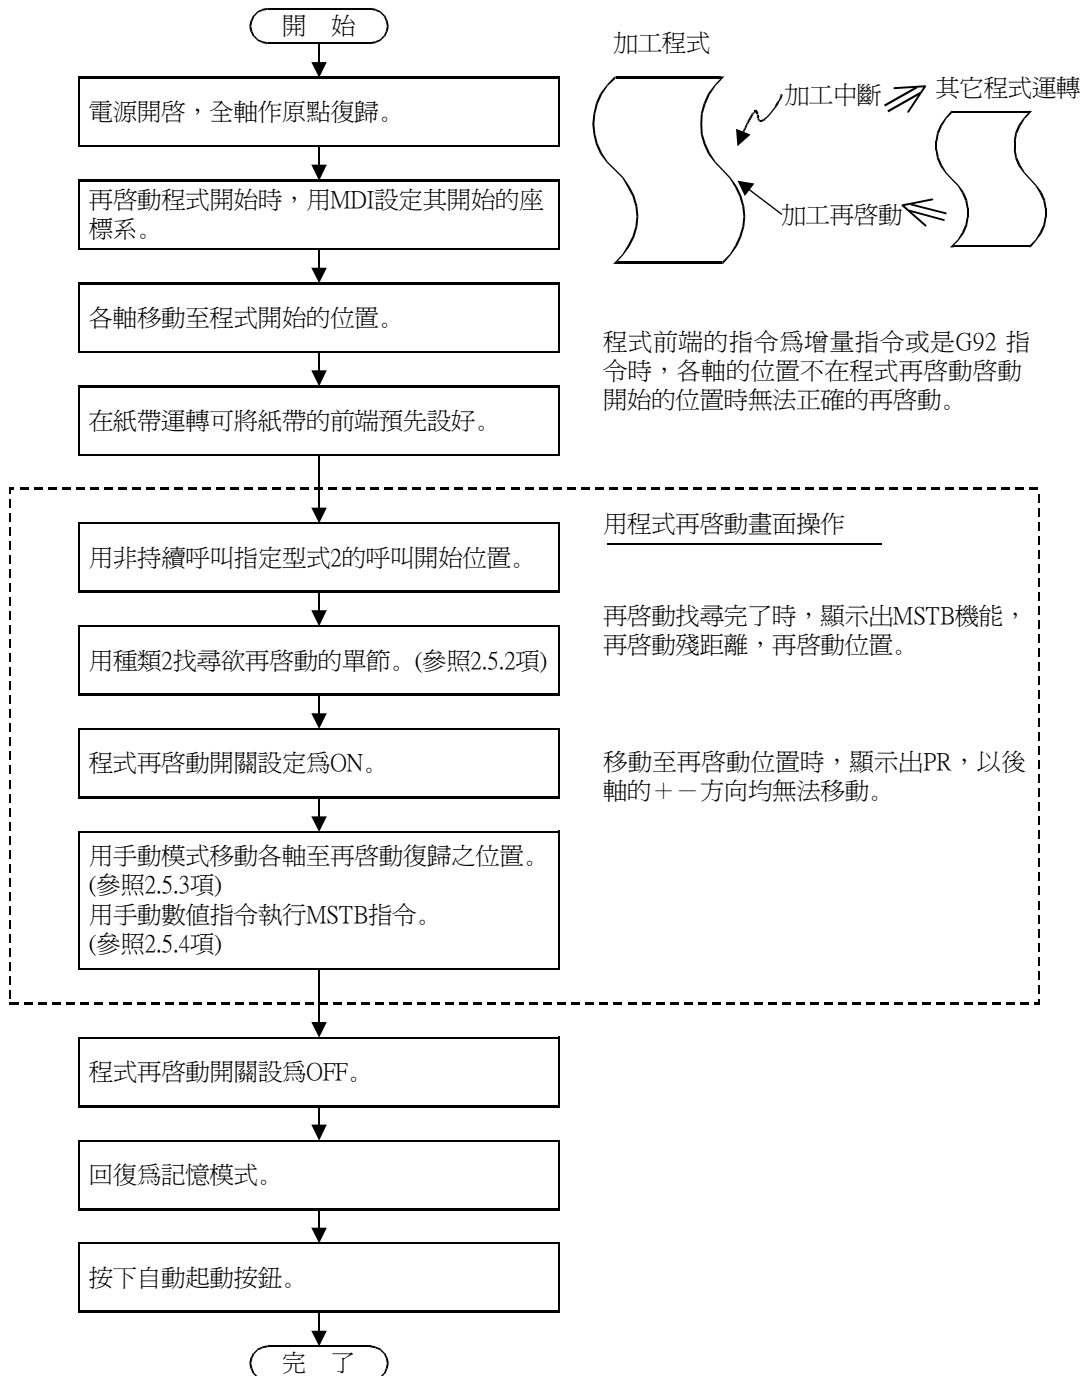 開　始
電源開啓，全軸作原點復歸。
再啓動程式開始時，用MDI設定其開始的座
標系。
各軸移動至程式開始的位置。
在紙帶運轉可將紙帶的前端預先設好。
加工程式
加工中斷
其它程式運轉
加工再啓動
程式前端的指令爲增量指令或是G92 指
令時，各軸的位置不在程式再啓動啓動
開始的位置時無法正確的再啓動。
用非持續呼叫指定型式2的呼叫開始位置。
用種類2找尋欲再啓動的單節。(參照2.5.2項)
程式再啓動開關設定爲ON。
用手動模式移動各軸至再啓動復歸之位置。
(參照2.5.3項)
用手動數值指令執行MSTB指令。
(參照2.5.4項)
用程式再啓動畫面操作
再啓動找尋完了時，顯示出MSTB機能，
再啓動殘距離，再啓動位置。
移動至再啓動位置時，顯示出PR，以後
軸的＋－方向均無法移動。
程式再啓動開關設爲OFF。
回復爲記憶模式。
按下自動起動按鈕。
完　了